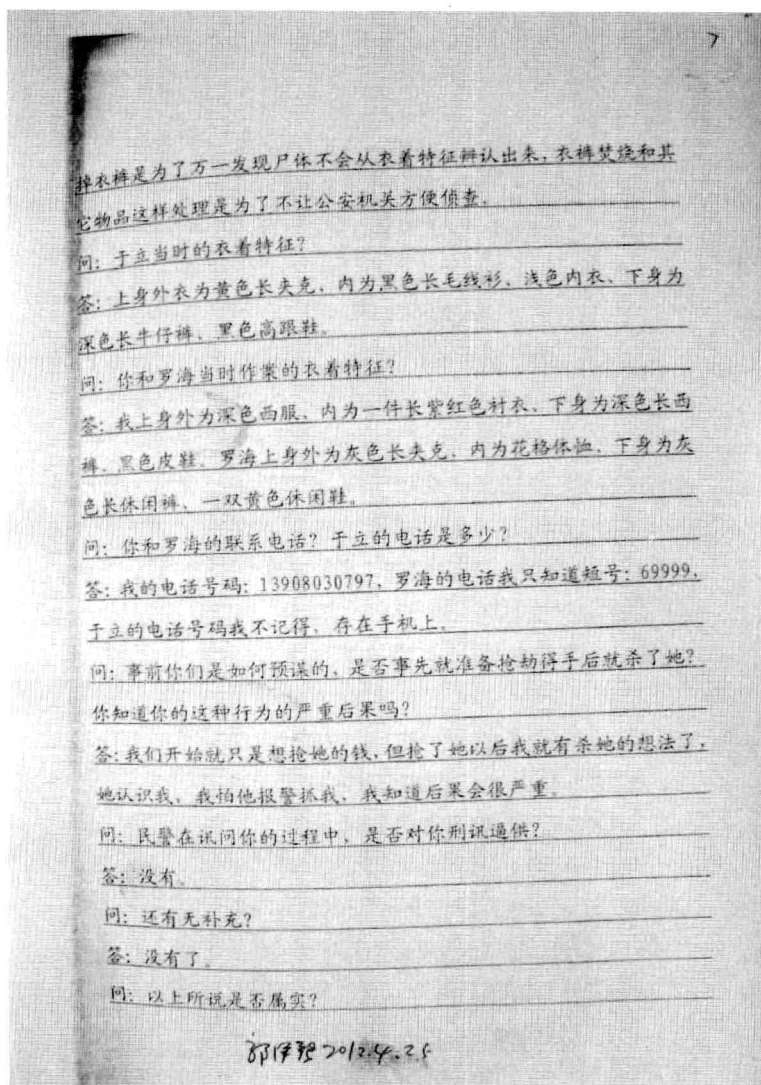 7
掉衣裤是为了万一发现尸体不会从衣着特征辨认出来，衣裤焚烧和其
它物品这样处理是为了不让公安机关方便侦查。
问：于立当时的衣着特征？
答：上身外衣为黄色长夹克、内为黑色长毛线衫、浅色内衣、下身为
深色长牛仔裤、黑色高跟鞋。
问：你和罗海当时作案的衣着特征？
答：我上身外为深色西服、内为一件长紫红色衬衣、下身为深色长西
裤、黑色皮鞋。罗海上身外为灰色长夹克、内为花格体恤、下身为灰
色长休闲裤、一双黄色休闲鞋。
问：你和罗海的联系电话？于立的电话是多少？
答：我的电话号码：13908030797，罗海的电话我只知道短号：69999，
于立的电话号码我不记得，存在手机上。
问：事前你们是如何预谋的，是否事先就准备抢劫得手后就杀了她？
你知道你的这种行为的严重后果吗？
答：我们开始就只是想抢她的钱，但抢了她以后我就有杀她的想法了，
她认识我，我怕他报警抓我，我知道后果会很严重。
问：民警在讯问你的过程中，是否对你刑讯逼供？
答：没有。
问：还有无补充？
答：没有了。
问：以上所说是否属实？
2012.4.25